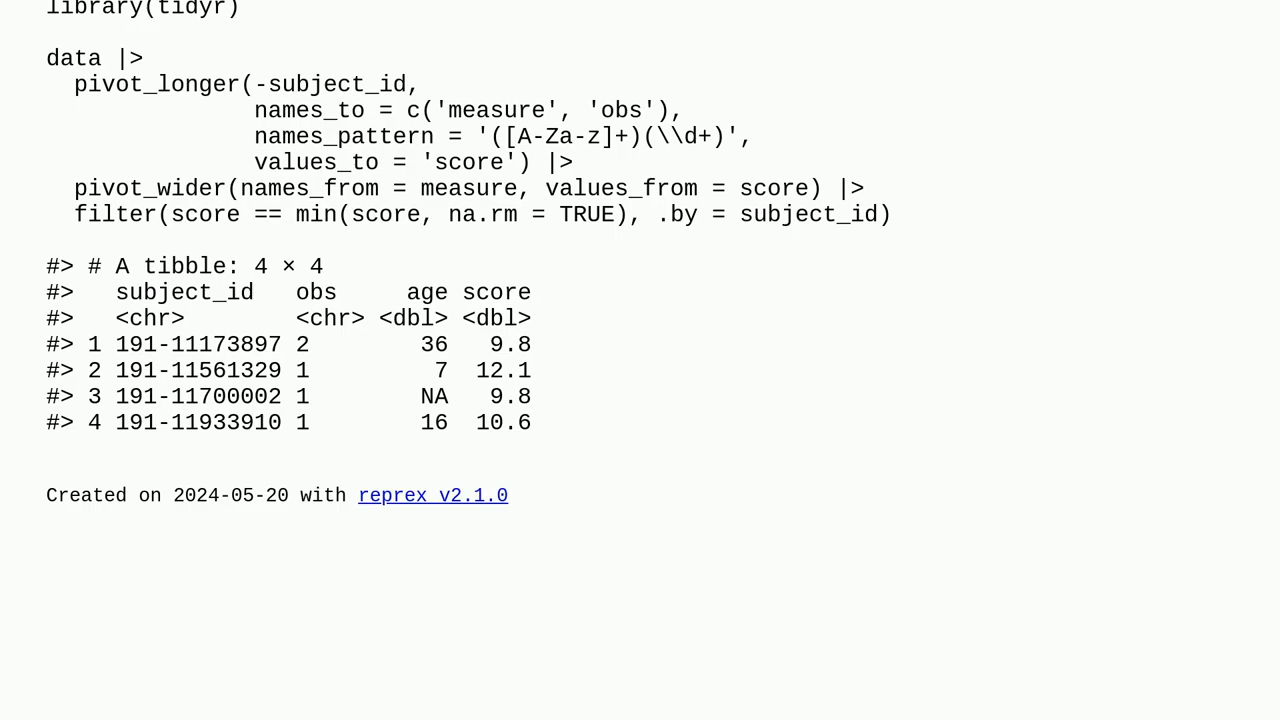 library(tidyr)
data |>
  pivot_longer(-subject_id,
               names_to = c('measure', 'obs'),
               names_pattern = '([A-Za-z]+)(\\d+)',
               values_to = 'score') |>
  pivot_wider(names_from = measure, values_from = score) |>
  filter(score == min(score, na.rm = TRUE), .by = subject_id)
#> # A tibble: 4 × 4
#>   subject_id   obs     age score
#>   <chr>        <chr> <dbl> <dbl>
#> 1 191-11173897 2        36   9.8
#> 2 191-11561329 1         7  12.1
#> 3 191-11700002 1        NA   9.8
#> 4 191-11933910 1        16  10.6
Created on 2024-05-20 with reprex v2.1.0